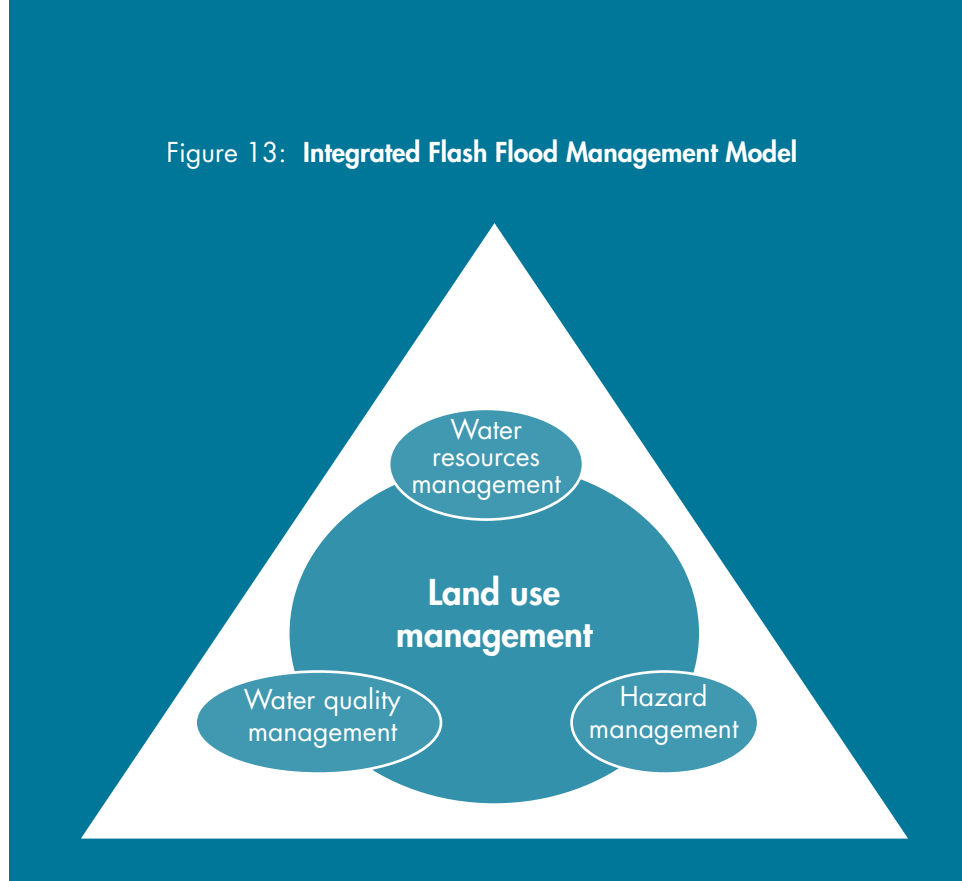 Figure 13: Integrated Flash Flood Management Model
Water
resources
management
Land use
management
Water quality
management
Hazard
management